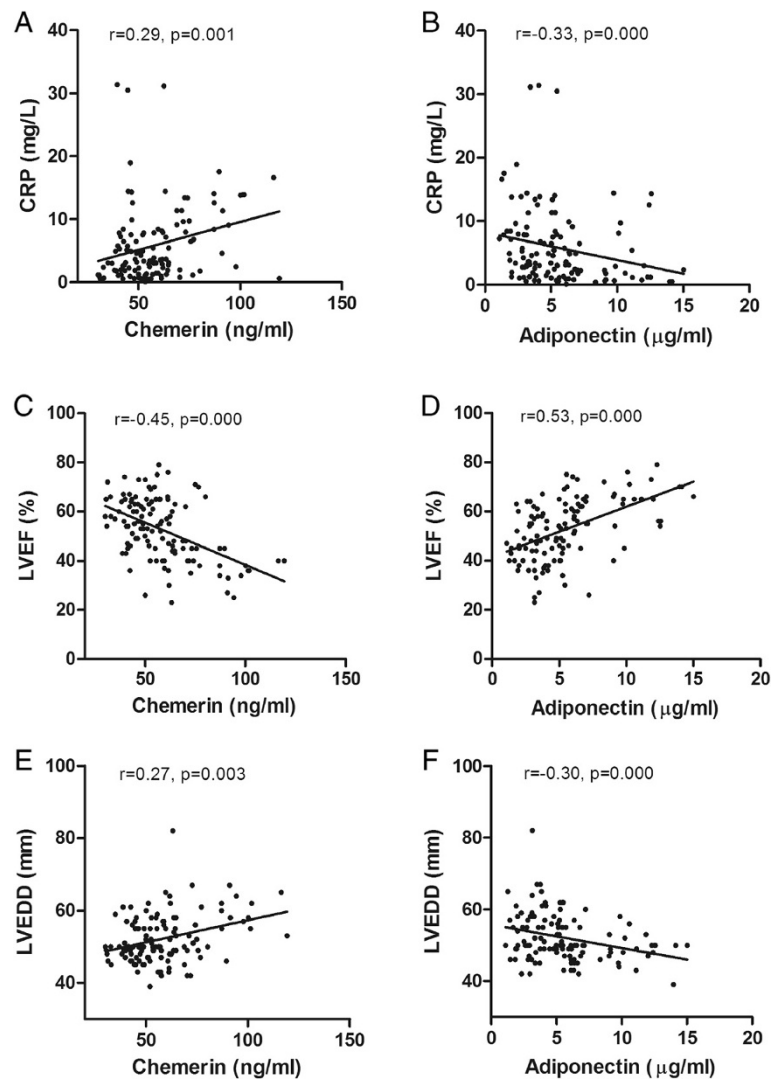 A
r=0.29, p=0.001
40
30
20
10
0
CRP (mg/L)
50
100
150
Chemerin (ng/ml)
B
r=-0.33, p=0.000
40
30
20
10
0
CRP (mg/L)
0
5
10
15
20
Adiponectin (μg/ml)
C
r=-0.45, p=0.000
100
80
60
40
20
0
LVEF (%)
50
100
150
Chemerin (ng/ml)
D
r=0.53, p=0.000
100
80
60
40
20
0
LVEF (%)
0
5
10
15
20
Adiponectin (μg/ml)
E
r=0.27, p=0.003
100
80
60
40
LVEDD (mm)
50
100
150
Chemerin (ng/ml)
F
r=-0.30, p=0.000
100
80
60
40
LVEDD (mm)
0
5
10
15
20
Adiponectin (μg/ml)